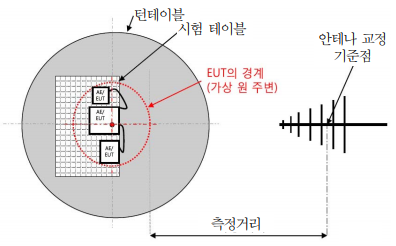 턴테이블
시험 테이블
안테나 교정
기준점
EUT의 경계
(가상 원 주변)
AE/
EUT
AE/
EUT
AE/
EUT
측정거리